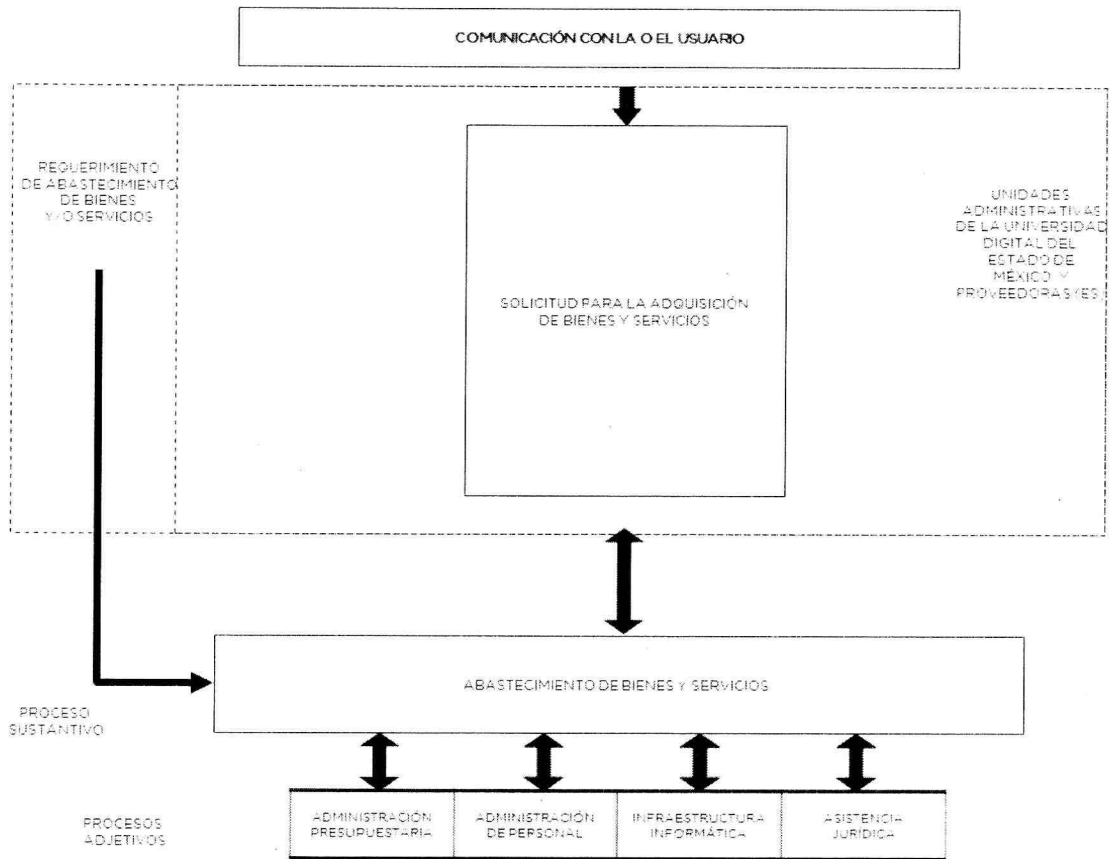 COMUNICACIÓN CON LA O EL USUARIO
REQUERIMIENTO
DE ABASTECIMIENTO
DE BIENES
Y/O SERVICIOS
SOLICITUD PARA LA ADQUISICIÓN
DE BIENES Y SERVICIOS
UNIDADES
ADMINISTRATIVAS
DE LA UNIVERSIDAD
DIGITAL DEL
ESTADO DE
MÉXICO Y
PROVEEDORAS(ES)
ABASTECIMIENTO DE BIENES Y SERVICIOS
PROCESO
SUSTANTIVO
PROCESOS
ADJETIVOS
ADMINISTRACIÓN
PRESUPUESTARIA
ADMINISTRACIÓN
DE PERSONAL
INFRAESTRUCTURA
INFORMÁTICA
ASISTENCIA
JURÍDICA